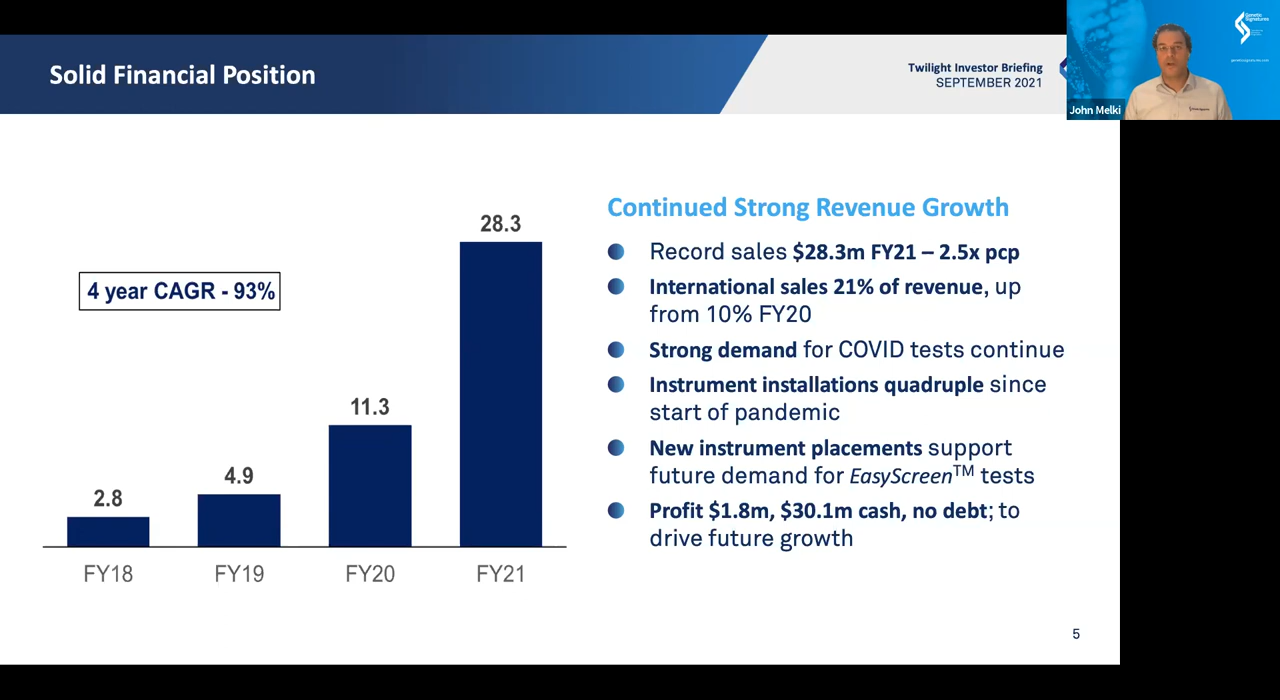 Solid Financial Position
Twilight Investor Briefing
SEPTEMBER 2021
Genetic
Signatures
John Melki
4 year CAGR - 93%
2.8
4.9
11.3
28.3
FY18
FY19
FY20
FY21
Continued Strong Revenue Growth
Record sales $28.3m FY21 – 2.5x pcp
International sales 21% of revenue, up
from 10% FY20
Strong demand for COVID tests continue
Instrument installations quadruple since
start of pandemic
New instrument placements support
future demand for EasyScreen™ tests
Profit $1.8m, $30.1m cash, no debt; to
drive future growth
5